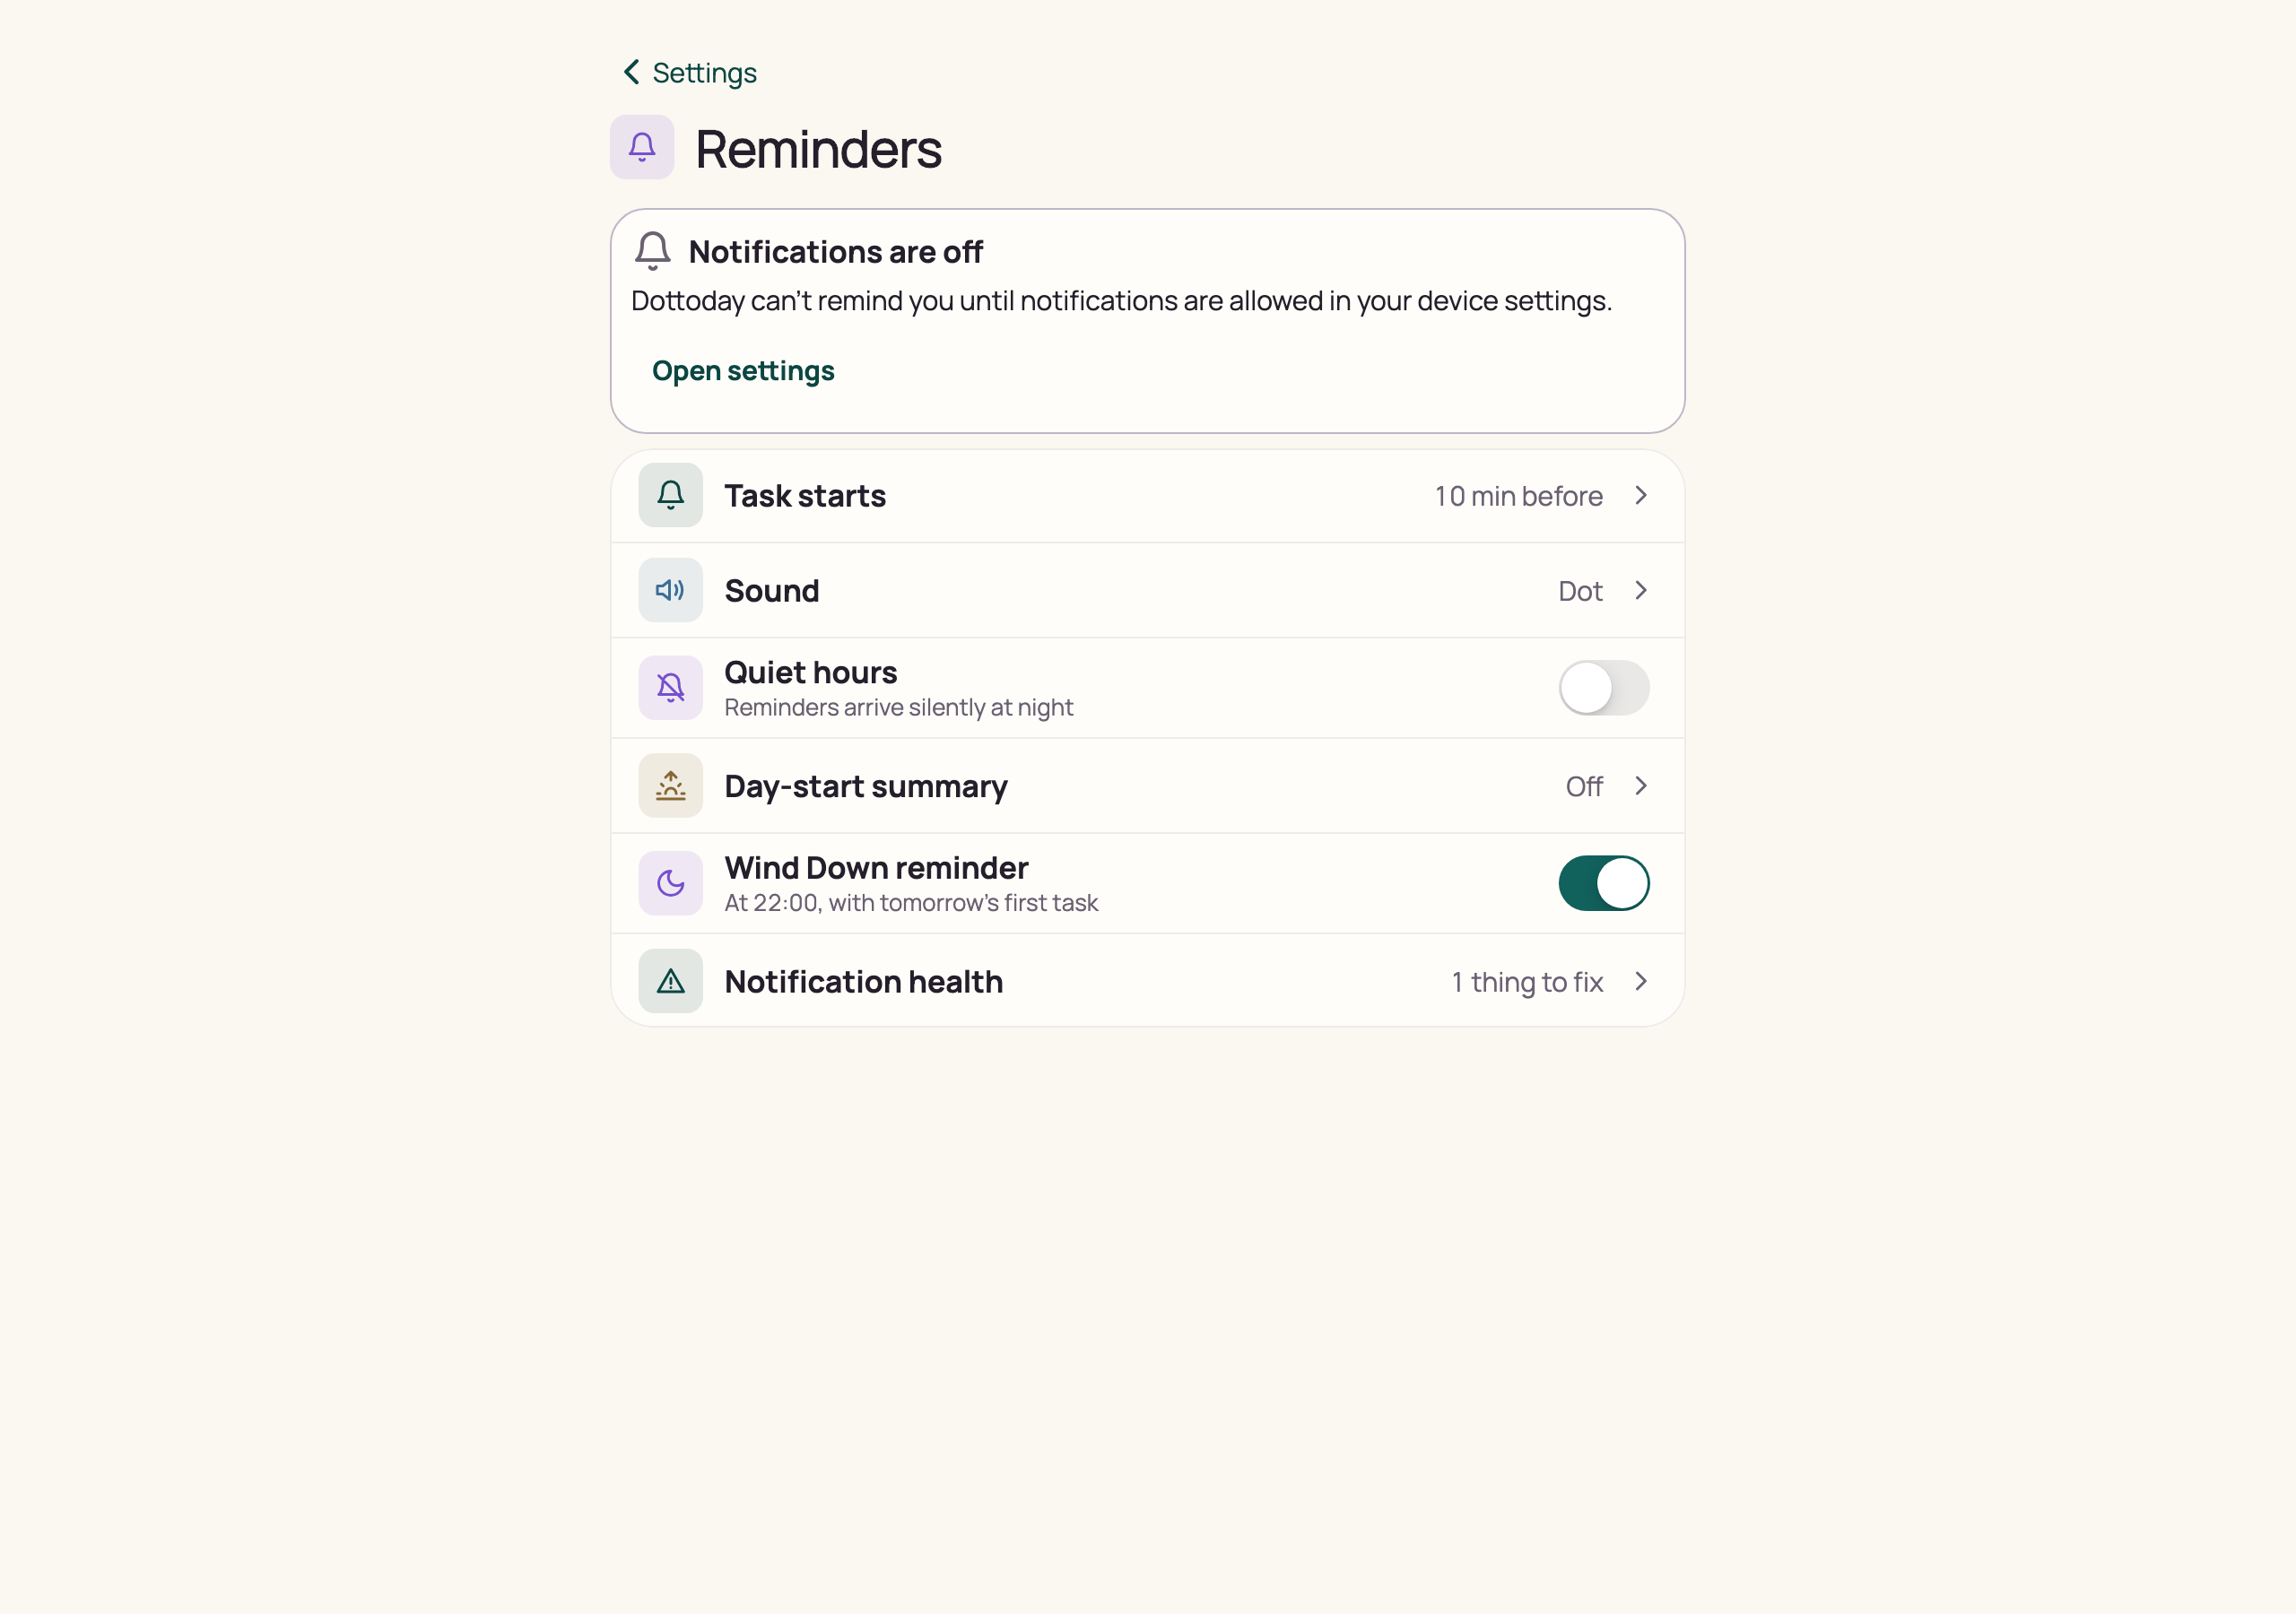 Settings
Reminders
Notifications are off
Dottoday can’t remind you until notifications are allowed in your device settings.
Open settings
Task starts
10 min before
Sound
Dot
Quiet hours
Reminders arrive silently at night
Day-start summary
Off
Wind Down reminder
At 22:00, with tomorrow’s first task
Notification health
1 thing to fix